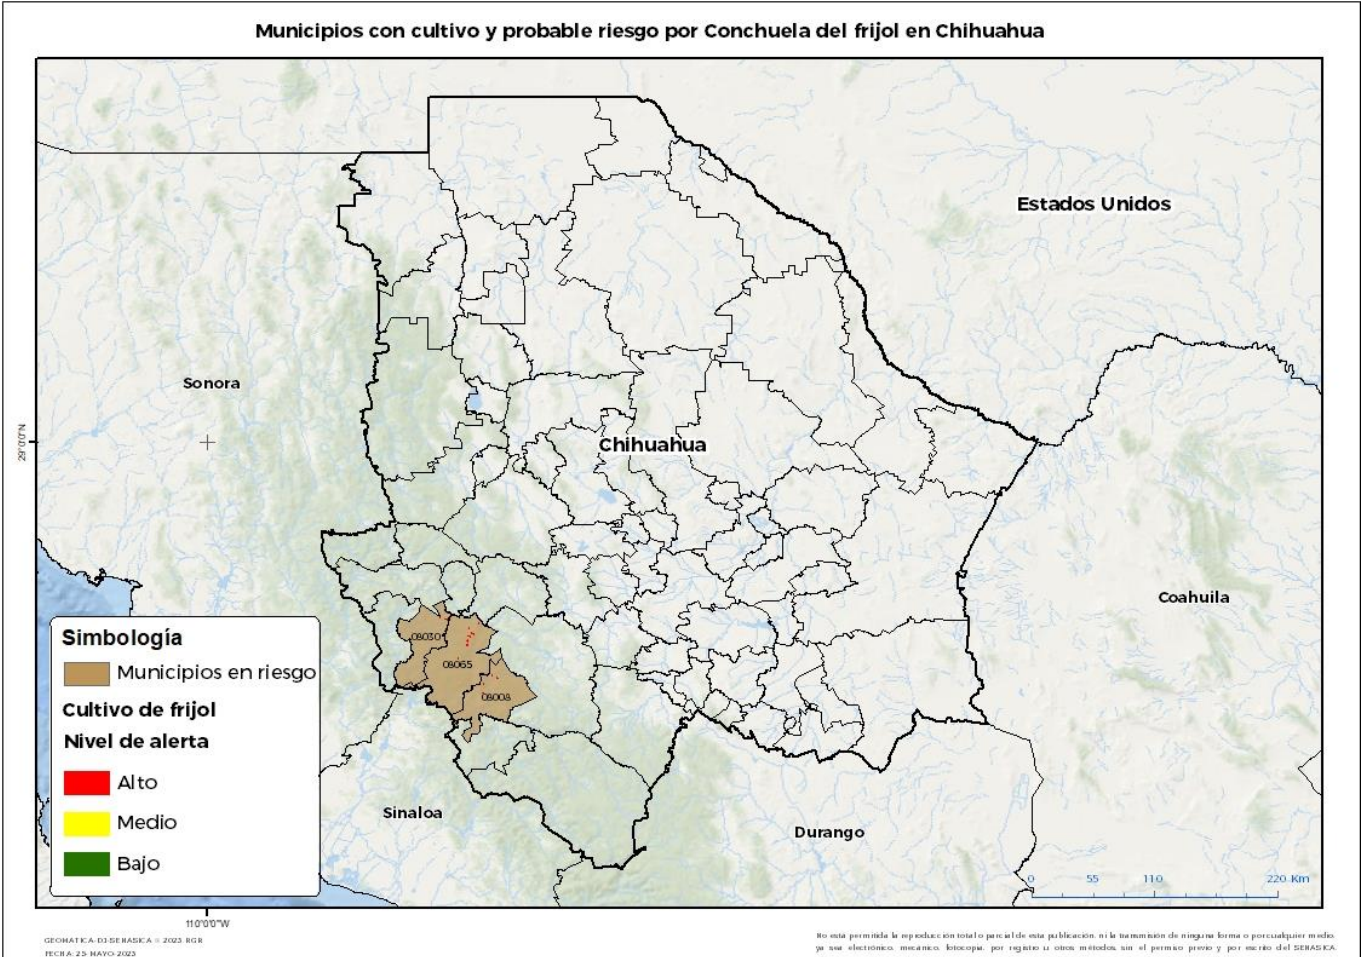 Municipios con cultivo y probable riesgo por Conchuela del frijol en Chihuahua
Estados Unidos
Sonora
29°0'0"N
Chihuahua
Coahuila
08030
08065
08008
Simbología
Municipios en riesgo
Cultivo de frijol
Nivel de alerta
Alto
Medio
Bajo
Sinaloa
Durango
0 55 110 220 Km
110°0'0"W
GEOMÁTICA-DJ-SENASICA © 2023 RGR
FECHA: 25-MAYO-2023
No está permitida la reproducción total o parcial de esta publicación, ni la transmisión de ninguna forma o por cualquier medio,
ya sea electrónico, mecánico, fotocopia, por registro u otros métodos, sin el permiso previo y por escrito del SENASICA.